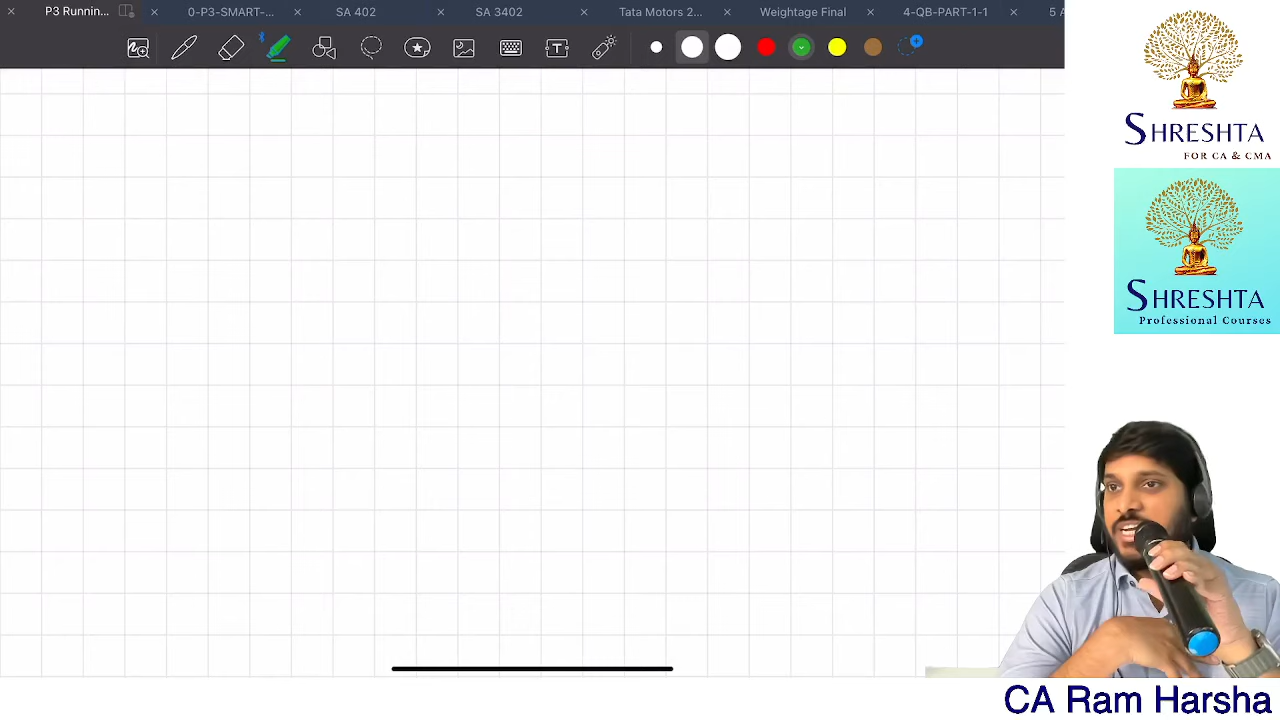 P3 Runnin...
0-P3-SMART-...
SA 402
SA 3402
Tata Motors 2...
Weightage Final
4-QB-PART-1-1
5 A
T
SHRESHTA
FOR CA & CMA
SHRESHTA
Professional Courses
CA Ram Harsha